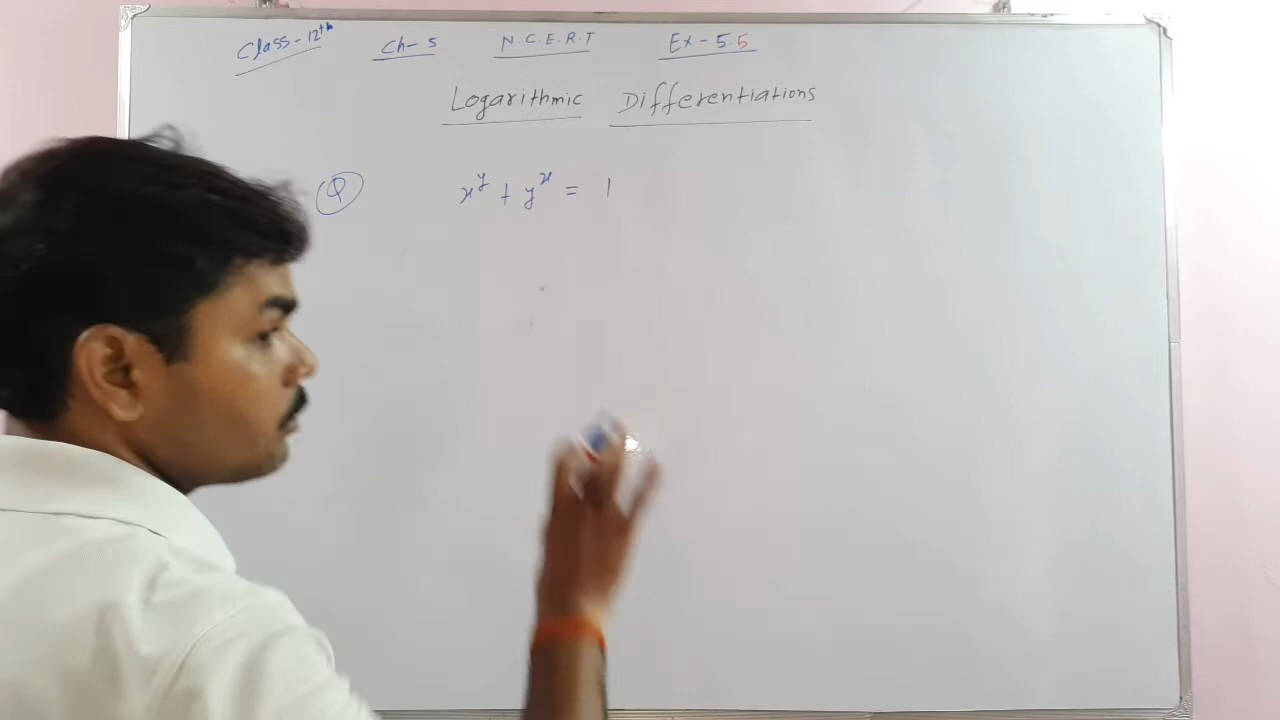 Class-12th Ch-5 N.C.E.R.T Ex-5.5
Logarithmic Differentiations
Q x^y + y^x = 1